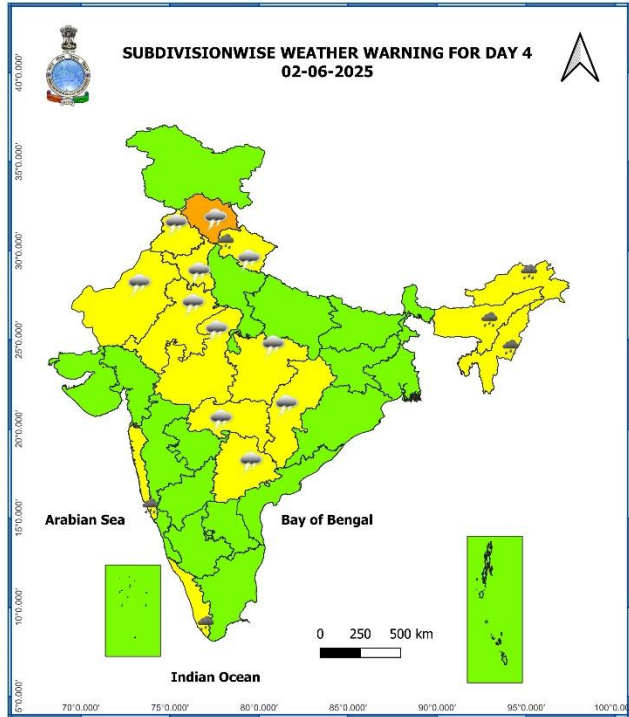 SUBDIVISIONWISE WEATHER WARNING FOR DAY 4
02-06-2025
40°0.000'
35°0.000'
30°0.000'
25°0.000'
20°0.000'
15°0.000'
10°0.000'
5°0.000'
Arabian Sea
Bay of Bengal
0 250 500 km
Indian Ocean
70°0.000' 75°0.000' 80°0.000' 85°0.000' 90°0.000' 95°0.000' 100°0.0